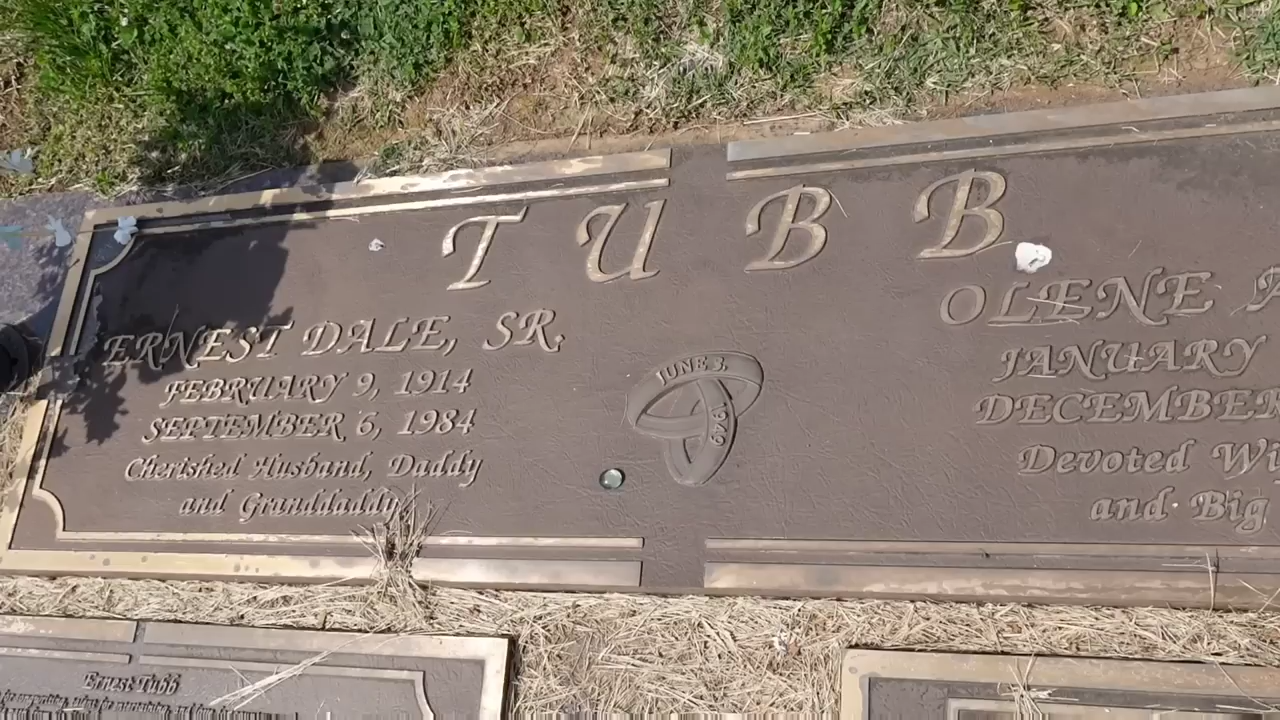 TUBB
ERNEST DALE, SR.
FEBRUARY 9, 1914
SEPTEMBER 6, 1984
Cherished Husband, Daddy
and Granddaddy
JUNE 3,
1949
OLENE
JANUARY
DECEMBER
Devoted
and Big
Ernest Tubb